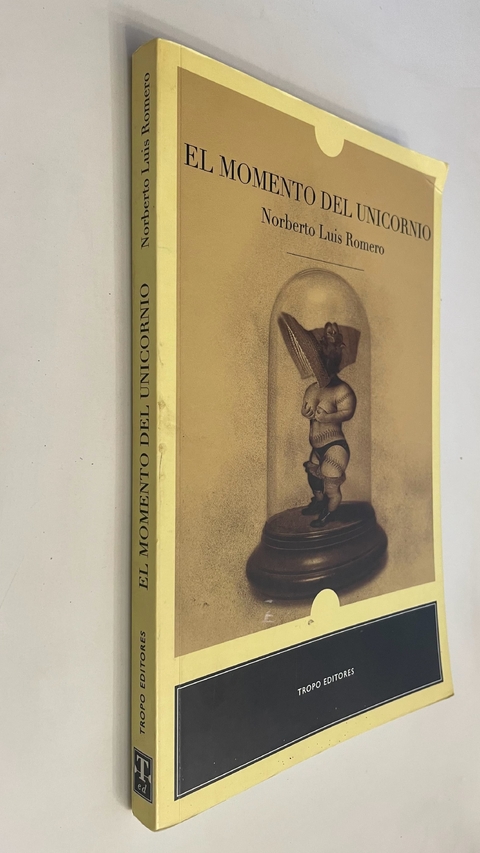 EL MOMENTO DEL UNICORNIO
Norberto Luis Romero
TROPO EDITORES
Norberto Luis Romero
EL MOMENTO DEL UNICORNIO
TROPO EDITORES
T
ed